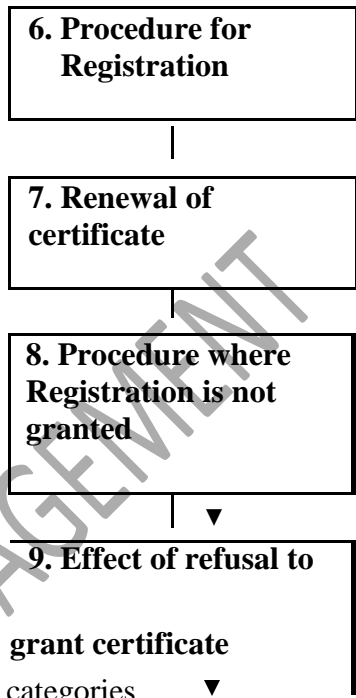 6. Procedure for
Registration
7. Renewal of
certificate
8. Procedure where
Registration is not
granted
9. Effect of refusal to
grant certificate
categories
AGEMENT